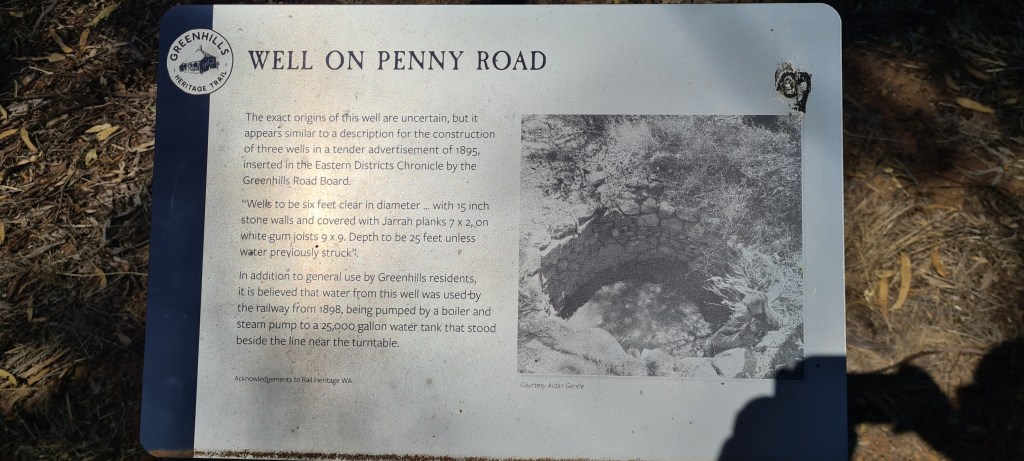 GREENHILLS
HERITAGE TRAIL
WELL ON PENNY ROAD
The exact origins of this well are uncertain, but it
appears similar to a description for the construction
of three wells in a tender advertisement of 1895,
inserted in the Eastern Districts Chronicle by the
Greenhills Road Board.
“Wells to be six feet clear in diameter ... with 15 inch
stone walls and covered with Jarrah planks 7 x 2, on
white gum joists 9 x 9. Depth to be 25 feet unless
water previously struck”.
In addition to general use by Greenhills residents,
it is believed that water from this well was used by
the railway from 1898, being pumped by a boiler and
steam pump to a 25,000 gallon water tank that stood
beside the line near the turntable.
Acknowledgements to Rail Heritage WA
Courtesy Aidan